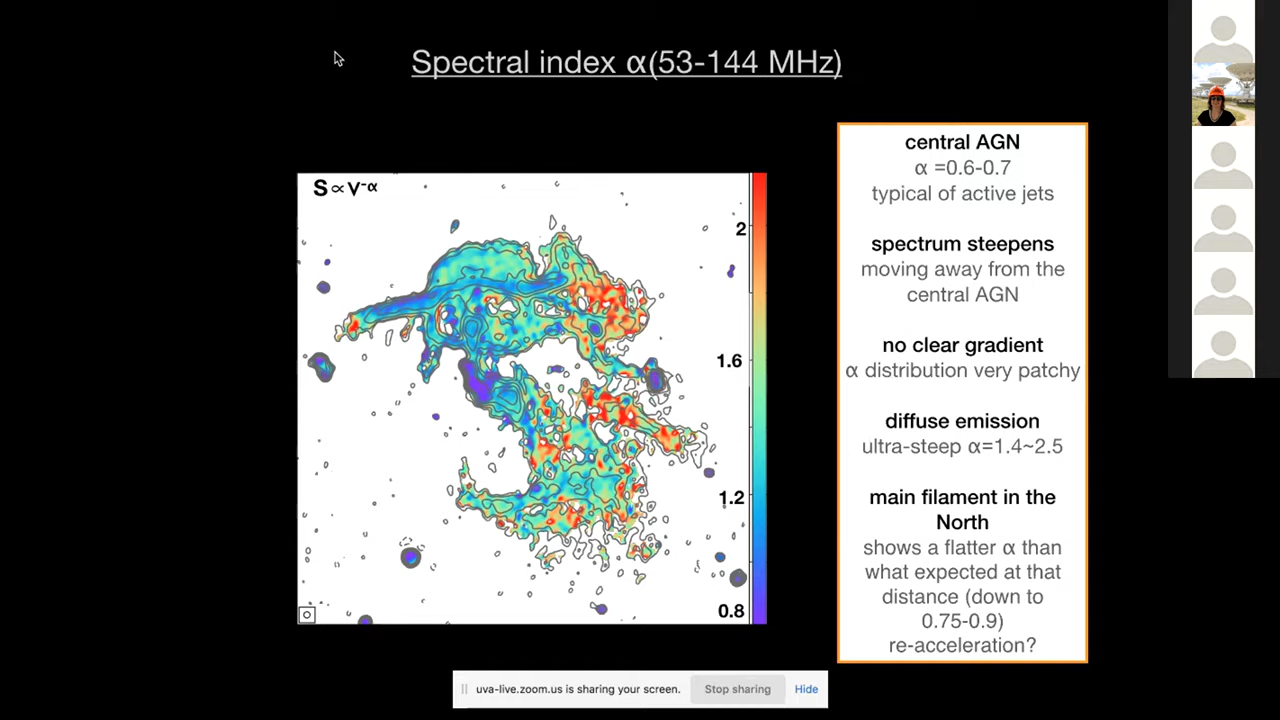 Spectral index α(53-144 MHz)
S∝ν-α
2
1.6
1.2
0.8
central AGN
α =0.6-0.7
typical of active jets
spectrum steepens
moving away from the
central AGN
no clear gradient
α distribution very patchy
diffuse emission
ultra-steep α=1.4~2.5
main filament in the
North
shows a flatter α than
what expected at that
distance (down to
0.75-0.9)
re-acceleration?
uva-live.zoom.us is sharing your screen. Stop sharing Hide